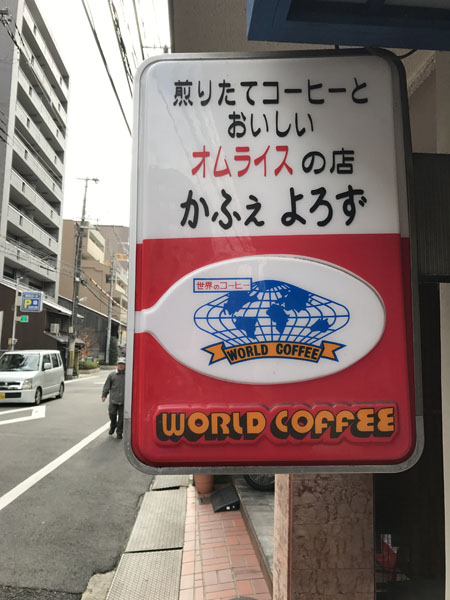 煎りたてコーヒーと
おいしい
オムライスの店
かふぇ よろず
世界のコーヒー
WORLD COFFEE
WORLD COFFEE
P